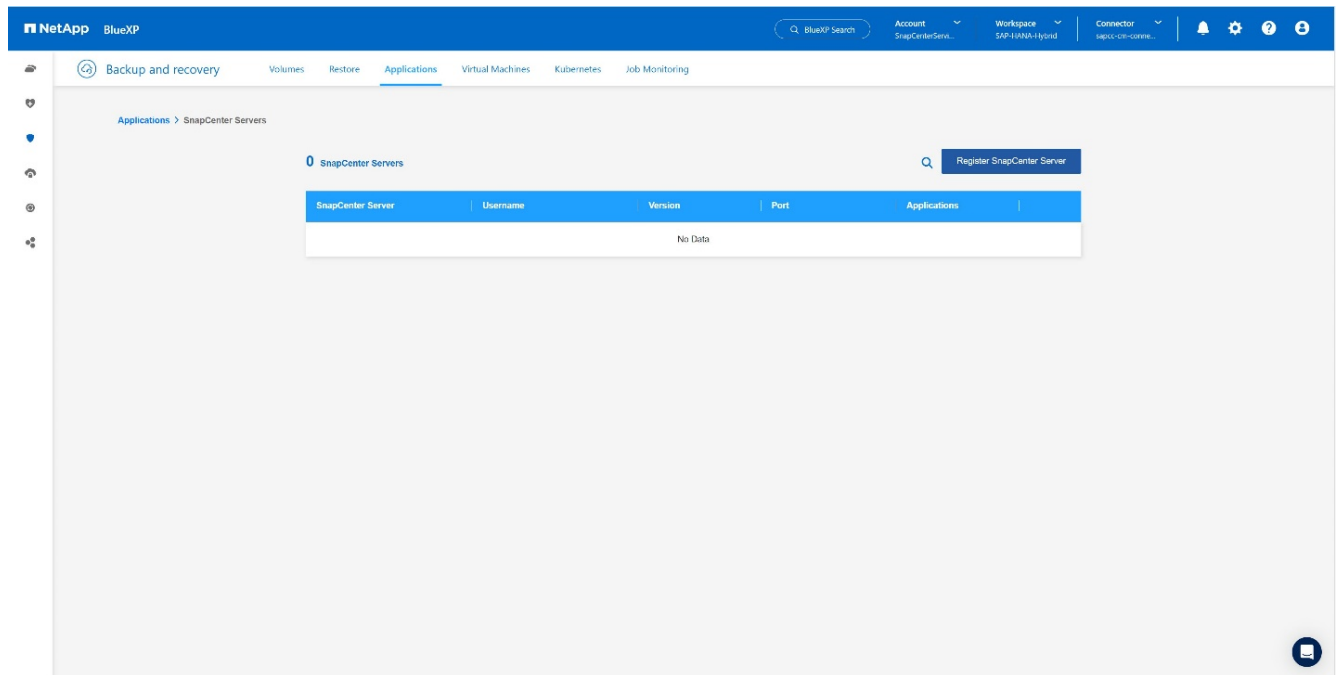 NetApp BlueXP
BlueXP Search
Account
SnapCenterServi...
Workspace
SAP-HANA-Hybrid
Connector
sapcc-cm-conne...
Backup and recovery
Volumes Restore Applications Virtual Machines Kubernetes Job Monitoring
Applications > SnapCenter Servers
0 SnapCenter Servers
Register SnapCenter Server
SnapCenter Server Username Version Port Applications
No Data